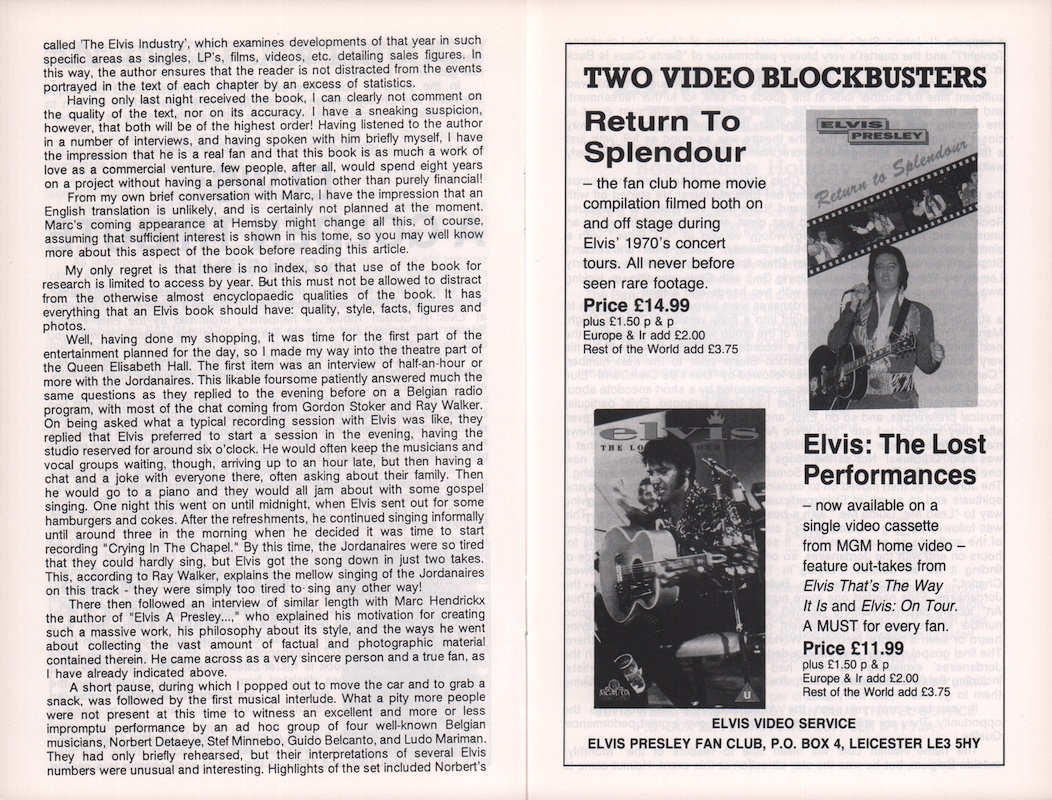 called 'The Elvis Industry', which examines developments of that year in such
specific areas as singles, LP's, films, videos, etc. detailing sales figures. In
this way, the author ensures that the reader is not distracted from the events
portrayed in the text of each chapter by an excess of statistics.
Having only last night received the book, I can clearly not comment on
the quality of the text, nor on its accuracy. I have a sneaking suspicion,
however, that both will be of the highest order! Having listened to the author
in a number of interviews, and having spoken with him briefly myself, I have
the impression that he is a real fan and that this book is as much a work of
love as a commercial venture. few people, after all, would spend eight years
on a project without having a personal motivation other than purely financial!
From my own brief conversation with Marc, I have the impression that an
English translation is unlikely, and is certainly not planned at the moment.
Marc's coming appearance at Hemsby might change all this, of course,
assuming that sufficient interest is shown in his tome, so you may well know
more about this aspect of the book before reading this article.
My only regret is that there is no index, so that use of the book for
research is limited to access by year. But this must not be allowed to distract
from the otherwise almost encyclopaedic qualities of the book. It has
everything that an Elvis book should have: quality, style, facts, figures and
photos.
Well, having done my shopping, it was time for the first part of the
entertainment planned for the day, so I made my way into the theatre part of
the Queen Elisabeth Hall. The first item was an interview of half-an-hour or
more with the Jordanaires. This likable foursome patiently answered much the
same questions as they replied to the evening before on a Belgian radio
program, with most of the chat coming from Gordon Stoker and Ray Walker.
On being asked what a typical recording session with Elvis was like, they
replied that Elvis preferred to start a session in the evening, having the
studio reserved for around six o'clock. He would often keep the musicians and
vocal groups waiting, though, arriving up to an hour late, but then having a
chat and a joke with everyone there, often asking about their family. Then
he would go to a piano and they would all jam about with some gospel
singing. One night this went on until midnight, when Elvis sent out for some
hamburgers and cokes. After the refreshments, he continued singing informally
until around three in the morning when he decided it was time to start
recording "Crying In The Chapel." By this time, the Jordanaires were so tired
that they could hardly sing, but Elvis got the song down in just two takes.
This, according to Ray Walker, explains the mellow singing of the Jordanaires
on this track - they were simply too tired to sing any other way!
There then followed an interview of similar length with Marc Hendrickx
the author of "Elvis A Presley...," who explained his motivation for creating
such a massive work, his philosophy about its style, and the ways he went
about collecting the vast amount of factual and photographic material
contained therein. He came across as a very sincere person and a true fan, as
I have already indicated above.
A short pause, during which I popped out to move the car and to grab a
snack, was followed by the first musical interlude. What a pity more people
were not present at this time to witness an excellent and more or less
impromptu performance by an ad hoc group of four well-known Belgian
musicians, Norbert Detaeye, Stef Minnebo, Guido Belcanto, and Ludo Mariman.
They had only briefly rehearsed, but their interpretations of several Elvis
numbers were unusual and interesting. Highlights of the set included Norbert's
TWO VIDEO BLOCKBUSTERS
Return To
Splendour
– the fan club home movie
compilation filmed both on
and off stage during
Elvis' 1970's concert
tours. All never before
seen rare footage.
Price £14.99
plus £1.50 p & p
Europe & Ir add £2.00
Rest of the World add £3.75
ELVIS
PRESLEY
Return to Splendour
elvis
THE LO
Elvis: The Lost
Performances
– now available on a
single video cassette
from MGM home video –
feature out-takes from
Elvis That's The Way
It Is and Elvis: On Tour.
A MUST for every fan.
Price £11.99
plus £1.50 p & p
Europe & Ir add £2.00
Rest of the World add £3.75
MGM/UA
U
ELVIS VIDEO SERVICE
ELVIS PRESLEY FAN CLUB, P.O. BOX 4, LEICESTER LE3 5HY